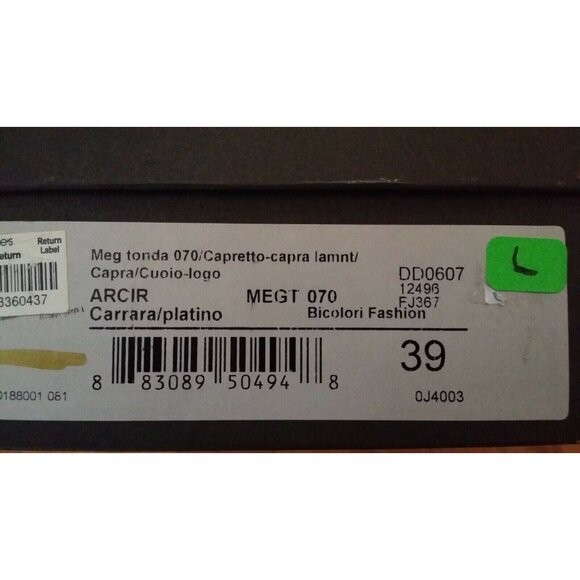 Return
Label
3360437
Meg tonda 070/Capretto-capra lamnt/
Capra/Cuoio-logo
DD0607
12496
FJ367
ARCIR MEGT 070
Carrara/platino Bicolori Fashion
39
8 83089 50494 8
0188001 061
0J4003
L